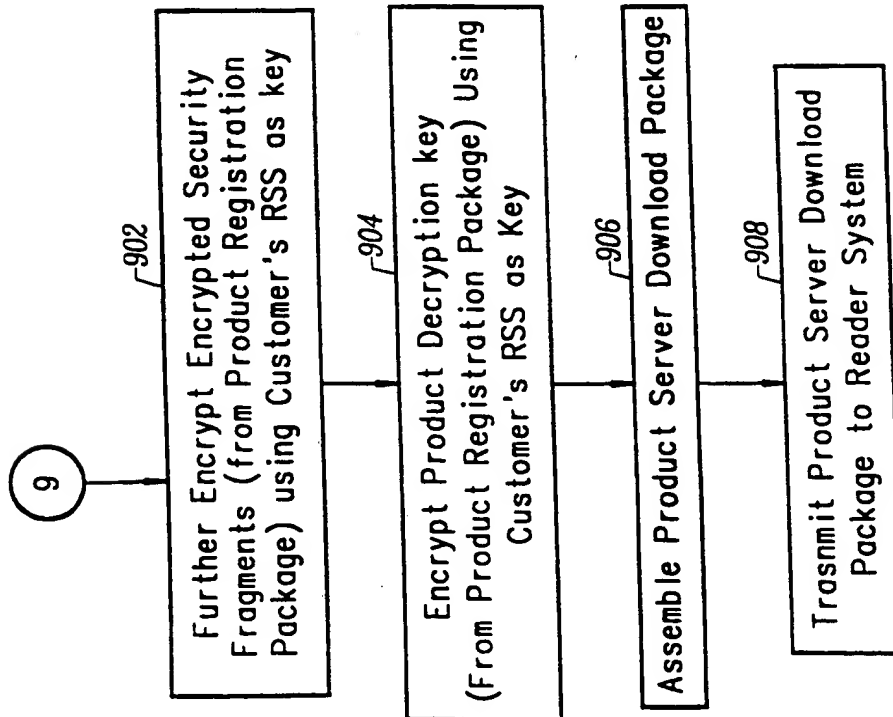 9
902
Further Encrypt Encrypted Security
Fragments (from Product Registration
Package) using Customer's RSS as key
904
Encrypt Product Decryption key
(From Product Registration Package) Using
Customer's RSS as Key
906
Assemble Product Server Download Package
908
Trasnmit Product Server Download
Package to Reader System